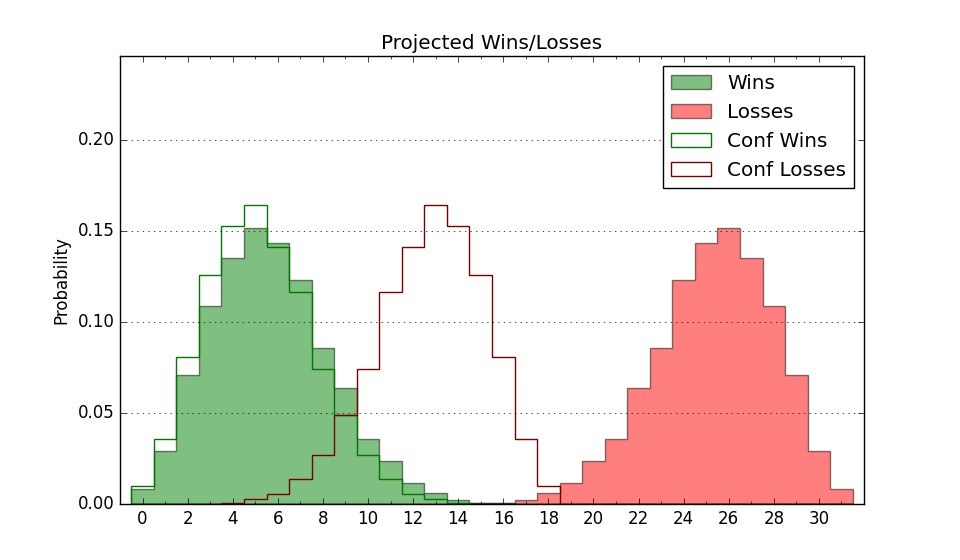 Projected Wins/Losses
Wins
Losses
Conf Wins
Conf Losses
Probability
0.20
0.15
0.10
0.05
0.00
0 2 4 6 8 10 12 14 16 18 20 22 24 26 28 30